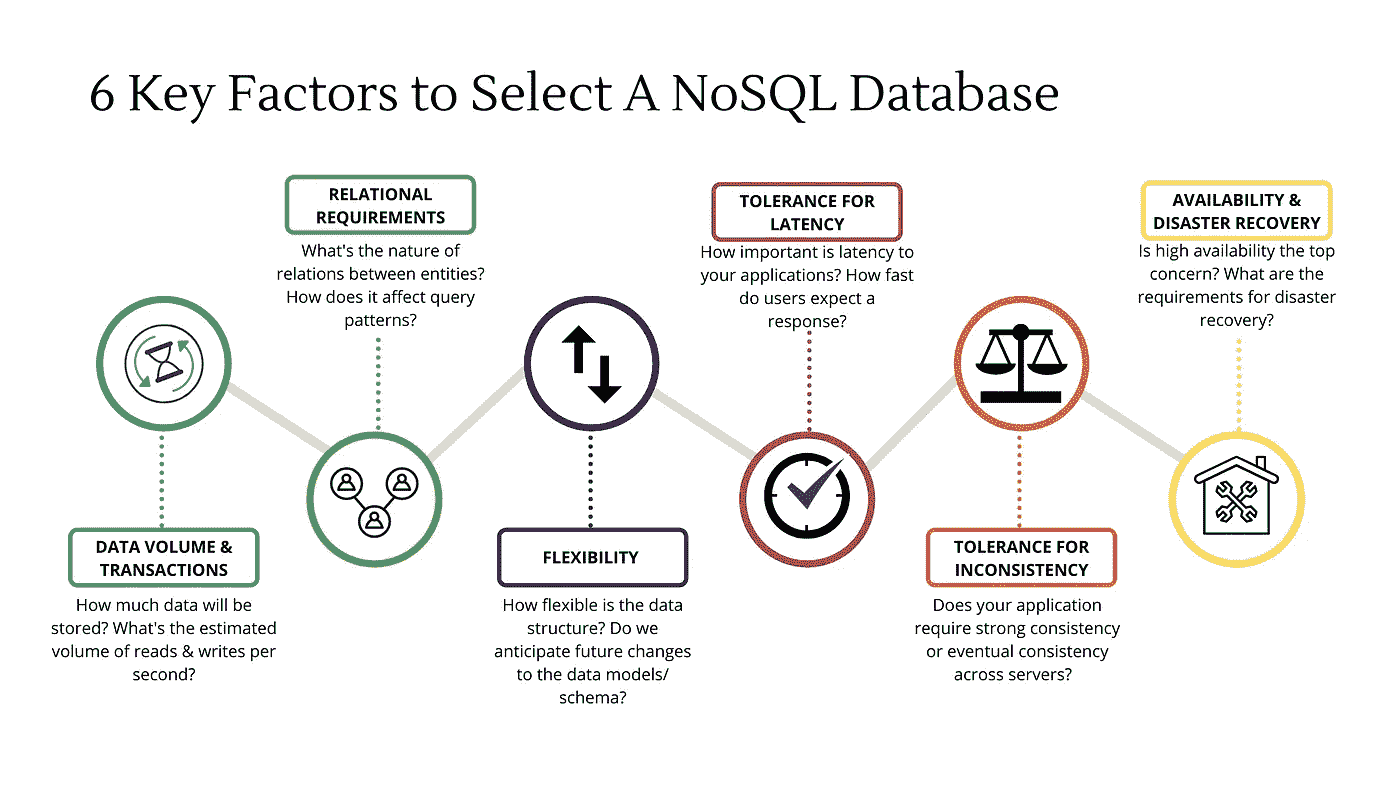 6 Key Factors to Select A NoSQL Database
DATA VOLUME &
TRANSACTIONS
How much data will be
stored? What's the estimated
volume of reads & writes per
second?
RELATIONAL
REQUIREMENTS
What's the nature of
relations between entities?
How does it affect query
patterns?
FLEXIBILITY
How flexible is the data
structure? Do we
anticipate future changes
to the data models/
schema?
TOLERANCE FOR
LATENCY
How important is latency to
your applications? How fast
do users expect a
response?
TOLERANCE FOR
INCONSISTENCY
Does your application
require strong consistency
or eventual consistency
across servers?
AVAILABILITY &
DISASTER RECOVERY
Is high availability the top
concern? What are the
requirements for disaster
recovery?